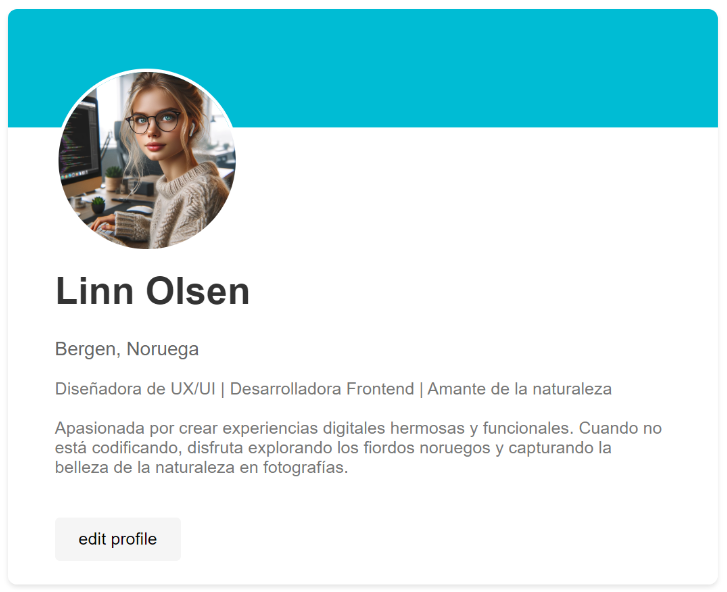 Linn Olsen
Bergen, Noruega
Diseñadora de UX/UI | Desarrolladora Frontend | Amante de la naturaleza
Apasionada por crear experiencias digitales hermosas y funcionales. Cuando no
está codificando, disfruta explorando los fiordos noruegos y capturando la
belleza de la naturaleza en fotografías.
edit profile